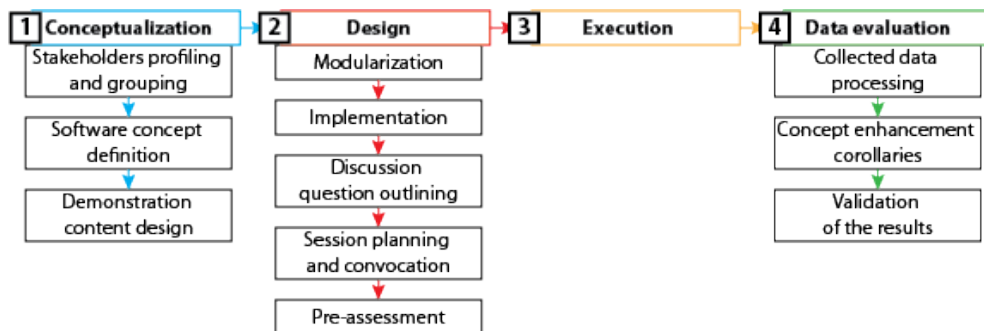 1 Conceptualization
Stakeholders profiling
and grouping
Software concept
definition
Demonstration
content design
2 Design
Modularization
Implementation
Discussion
question outlining
Session planning
and convocation
Pre-assessment
3 Execution
4 Data evaluation
Collected data
processing
Concept enhancement
corollaries
Validation
of the results